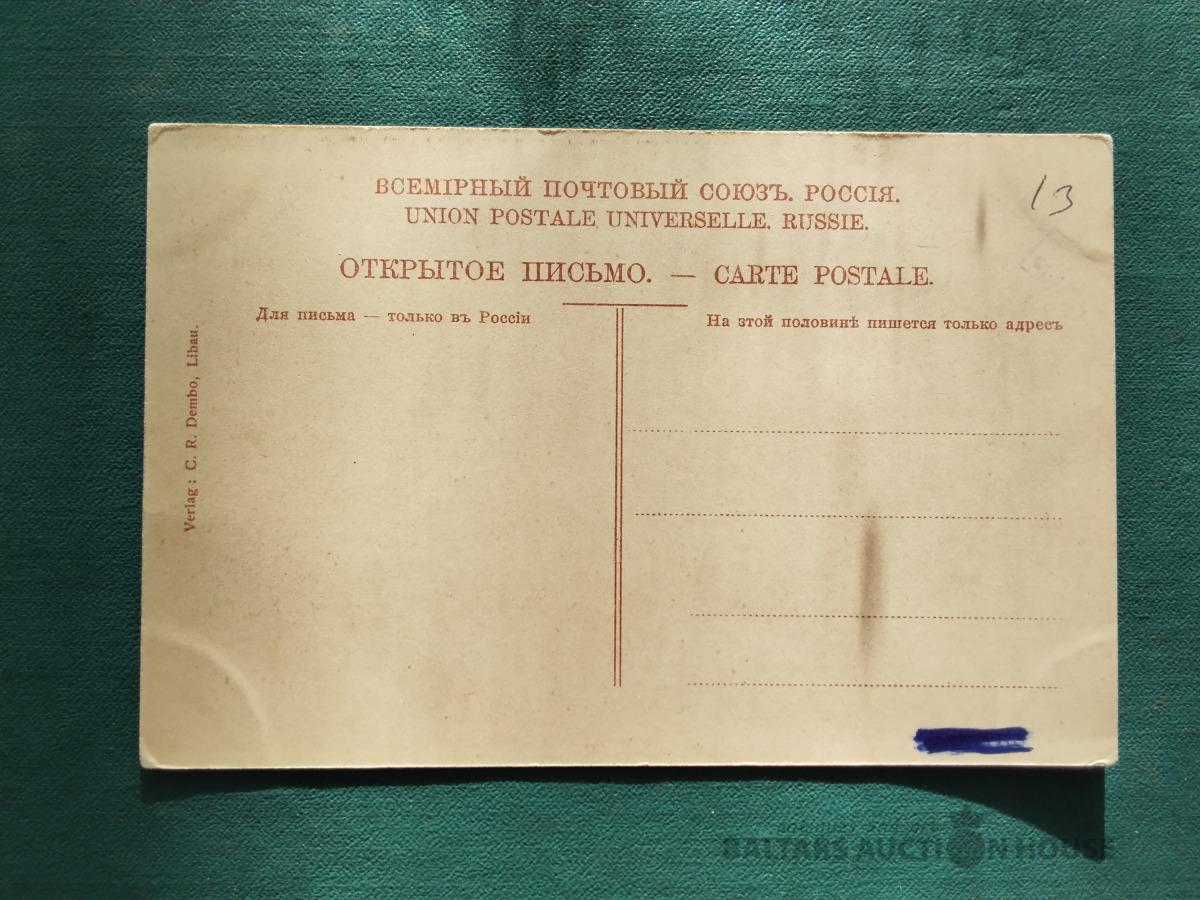 ВСЕМІРНЫЙ ПОЧТОВЫЙ СОЮЗЪ. РОССІЯ.
UNION POSTALE UNIVERSELLE. RUSSIE.
ОТКРЫТОЕ ПИСЬМО. — CARTE POSTALE.
Для письма — только въ Россіи
На этой половинѣ пишется только адресъ
Verlag: C. R. Dembo, Libau.
13
BALTARS AUCTION HOUSE